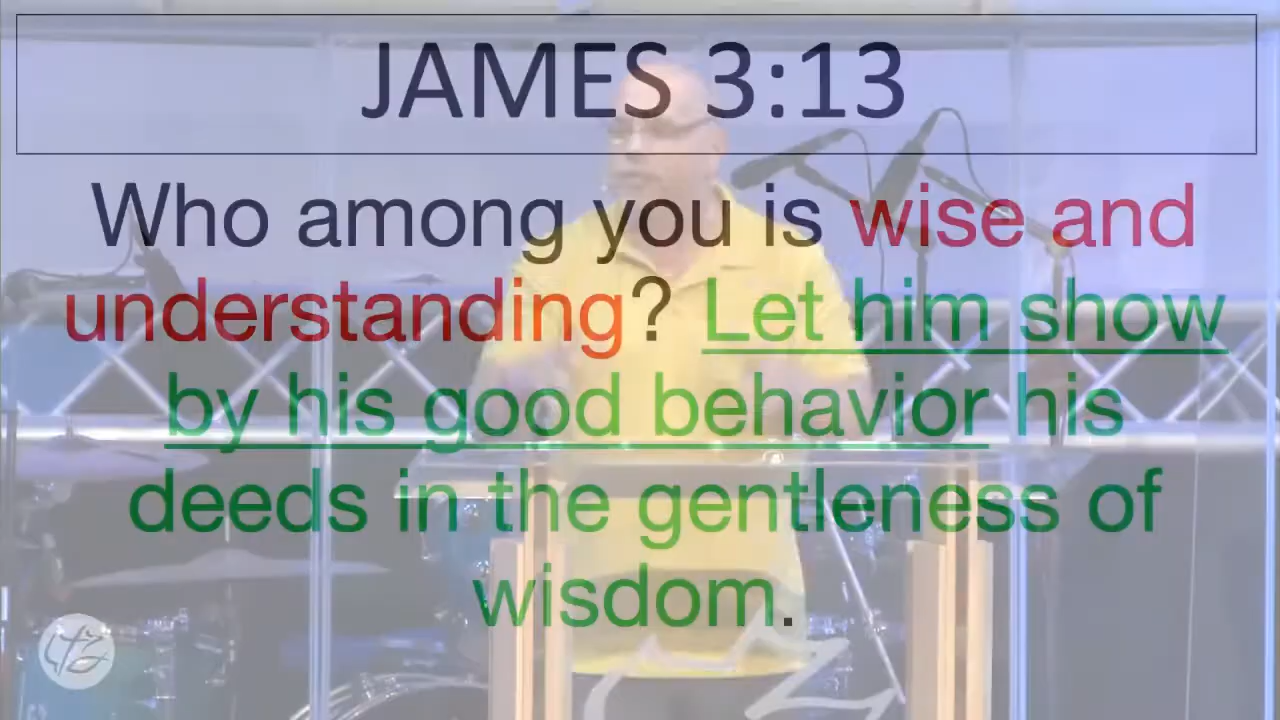 JAMES 3:13
Who among you is wise and
understanding? Let him show
by his good behavior his
deeds in the gentleness of
wisdom.